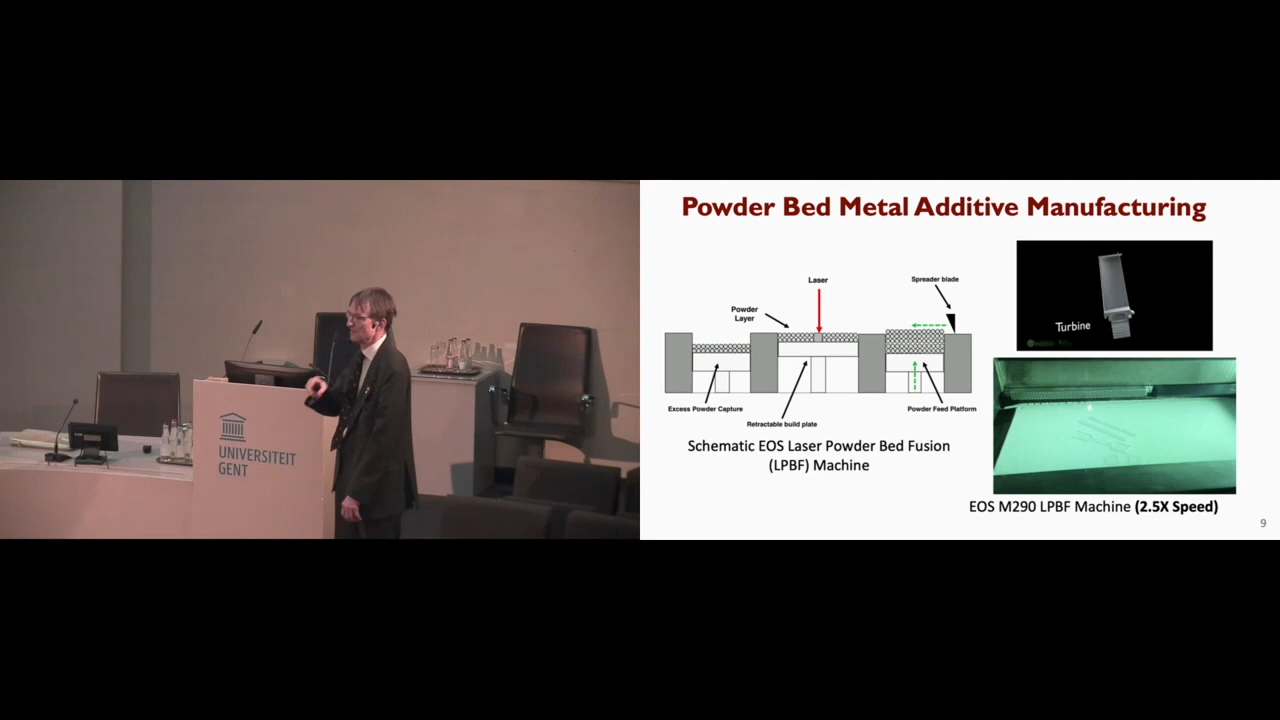 UNIVERSITEIT
GENT
Powder Bed Metal Additive Manufacturing
Laser
Spreader blade
Powder
Layer
Excess Powder Capture
Powder Feed Platform
Retractable build plate
Schematic EOS Laser Powder Bed Fusion
(LPBF) Machine
Turbine
EOS M290 LPBF Machine (2.5X Speed)
9